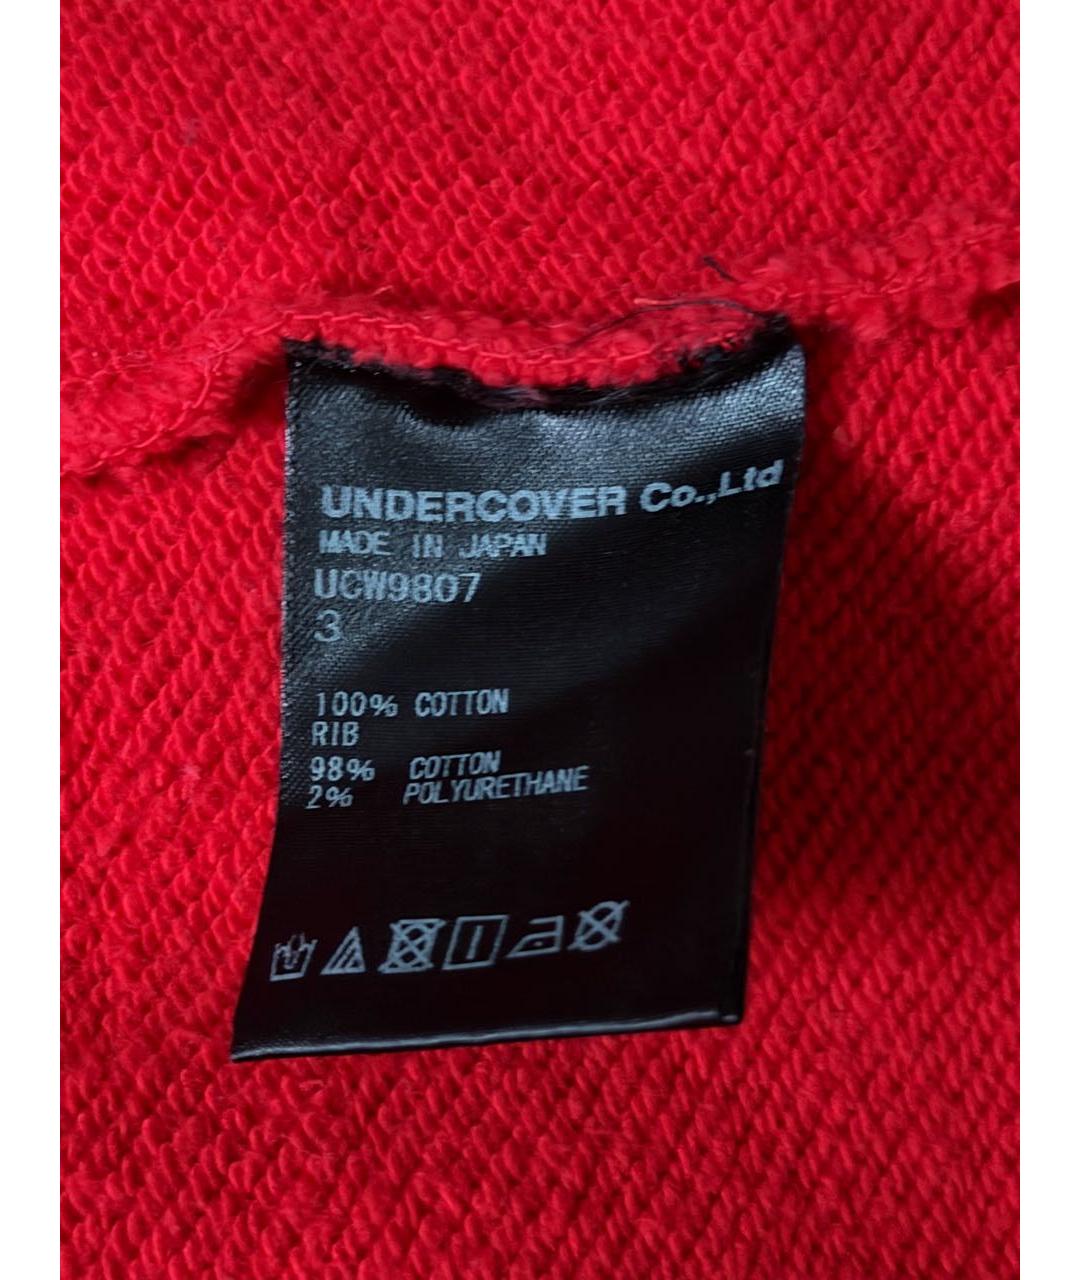 UNDERCOVER Co.,Ltd
MADE IN JAPAN
UCW9807
3
100% COTTON
RIB
98% COTTON
2% POLYURETHANE